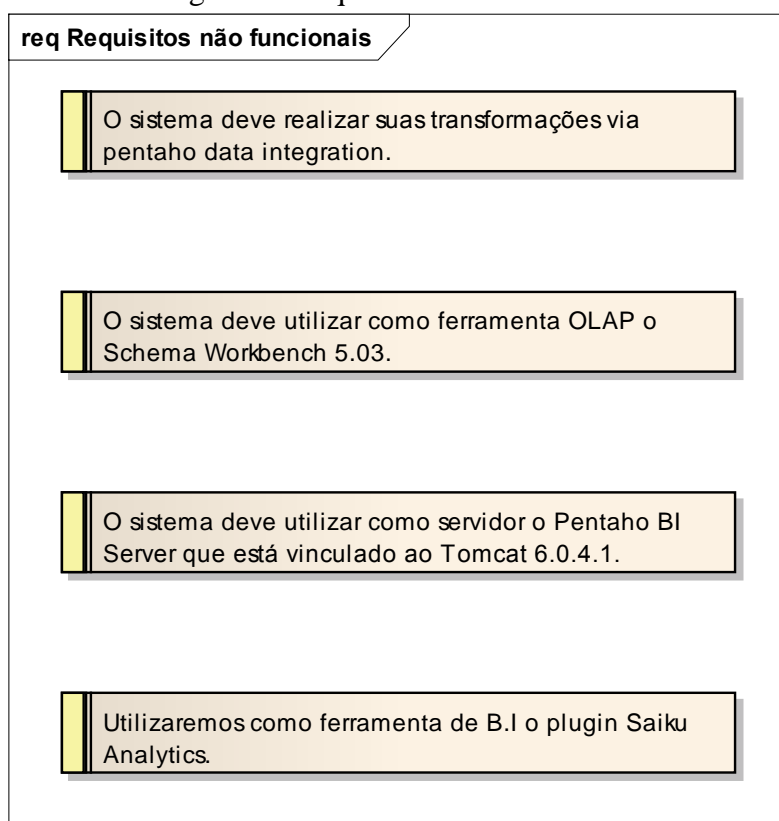 req Requisitos não funcionais
O sistema deve realizar suas transformações via
pentaho data integration.
O sistema deve utilizar como ferramenta OLAP o
Schema Workbench 5.03.
O sistema deve utilizar como servidor o Pentaho BI
Server que está vinculado ao Tomcat 6.0.4.1.
Utilizaremos como ferramenta de B.I o plugin Saiku
Analytics.